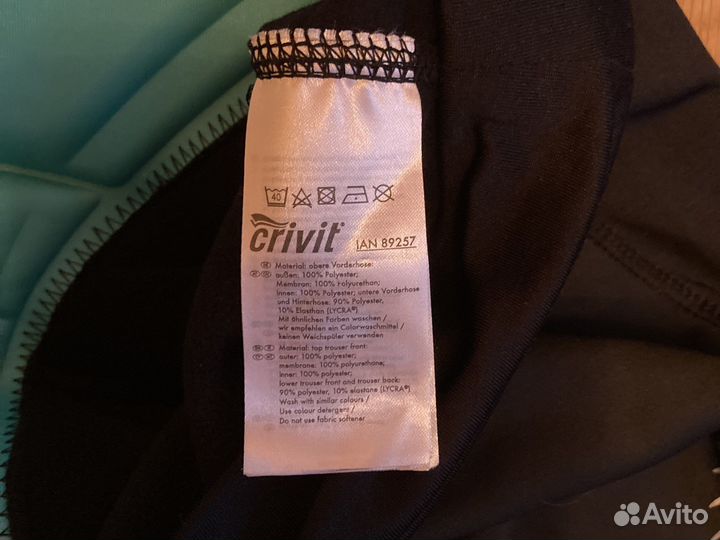 40
crivit®
IAN 89257
Material: obere Vorderhose:
außen: 100% Polyester;
Membran: 100% Polyurethan;
Innen: 100% Polyester; untere Vorderhose
und Hinterhose: 90% Polyester,
10% Elasthan (LYCRA®)
Mit ähnlichen Farben waschen /
wir empfehlen ein Colorwaschmittel /
keinen Weichspüler verwenden
Material: top trouser front:
outer: 100% polyester;
membrane: 100% polyurethane;
Inner: 100% polyester;
lower trouser front and trouser back:
90% polyester, 10% elastane (LYCRA®)
Wash with similar colours /
Use colour detergent /
Do not use fabric softener
Avito